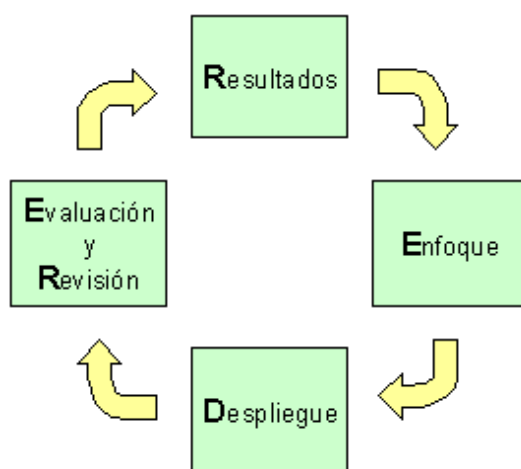 Resultados
Evaluación
y
Revisión
Enfoque
Despliegue